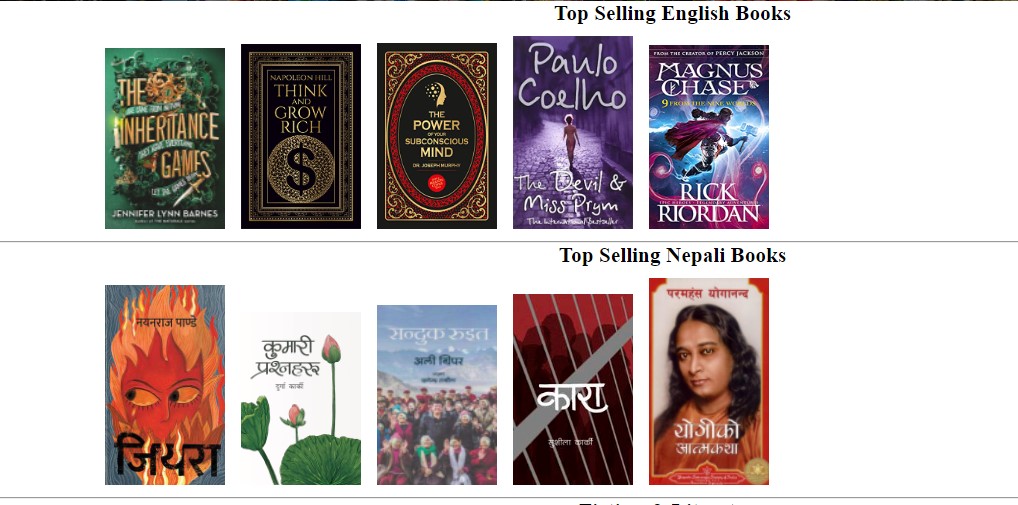 Top Selling English Books
THE
INHERITANCE
GAMES
JENNIFER LYNN BARNES
NAPOLEON HILL
THINK
AND
GROW
RICH
THE
POWER
OF YOUR
SUBCONSCIOUS
MIND
DR. JOSEPH MURPHY
Paulo
Coelho
The Devil &
Miss Prym
The International Bestseller
FROM THE CREATOR OF PERCY JACKSON
MAGNUS
CHASE
9 FROM THE NINE WORLDS
RICK
RIORDAN
Top Selling Nepali Books
नयनराज पाण्डे
जियरा
कुमारी
प्रश्नहरू
दुर्गा कार्की
सन्दुक रुइत
अली ग्रिपर
कारा
सुशीला कार्की
परमहंस योगानन्द
योगीको
आत्मकथा